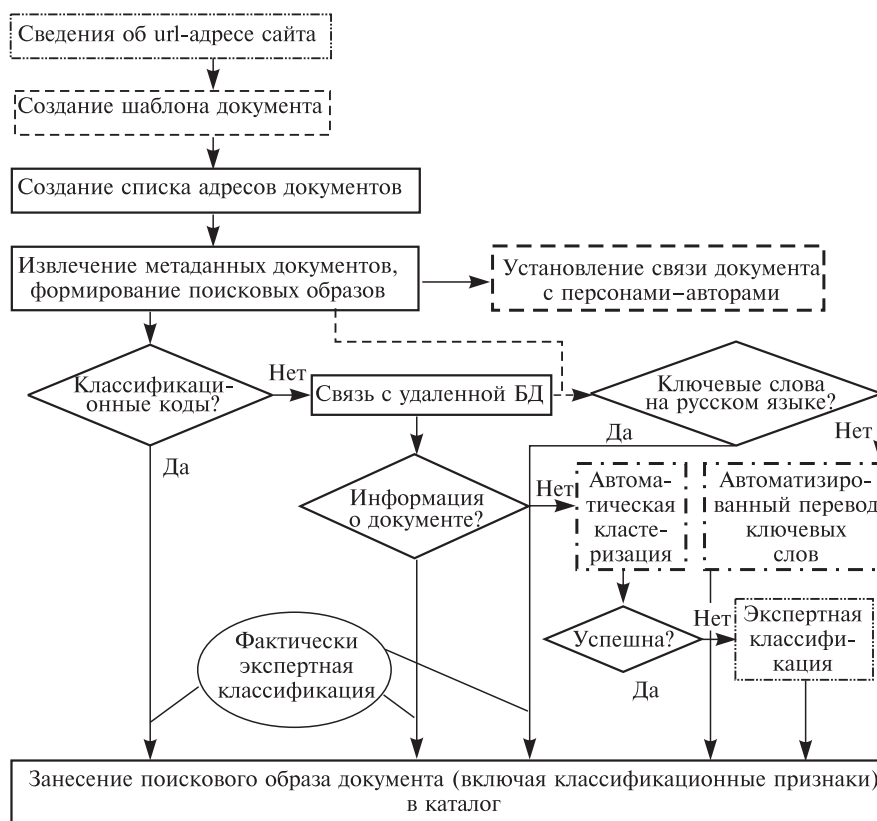 Сведения об url-адресе сайта
Создание шаблона документа
Создание списка адресов документов
Извлечение метаданных документов,
формирование поисковых образов
Установление связи документа
с персонами–авторами
Классификаци-
онные коды?
Нет
Связь с удаленной БД
Ключевые слова
на русском языке?
Да
Да
Нет
Информация
о документе?
Нет
Автома-
тическая
класте-
ризация
Автоматизиро-
ванный перевод
ключевых
слов
Успешна?
Нет
Да
Экспертная
классифи-
кация
Фактически
экспертная
классификация
Занесение поискового образа документа (включая классификационные признаки)
в каталог